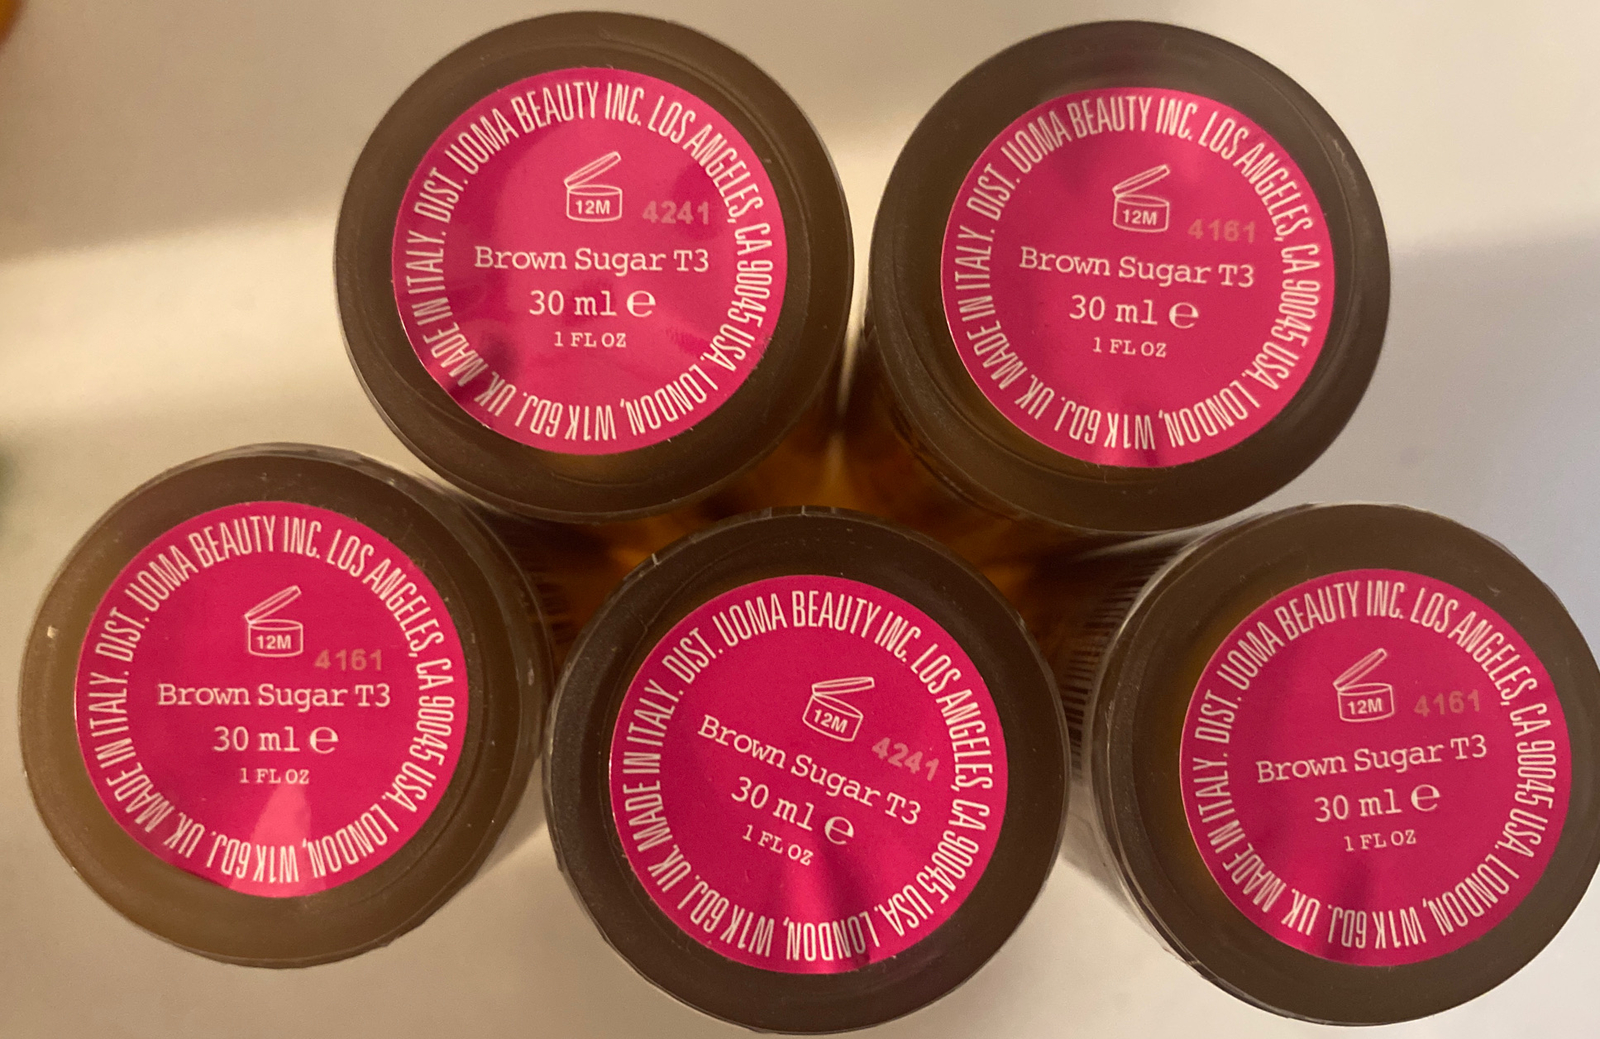 DIST. UOMA BEAUTY INC. LOS ANGELES, CA 90045 USA. LONDON, W1K 6DJ. UK. MADE IN ITALY.
12M
4241
Brown Sugar T3
30 ml ℮
1 FL OZ
DIST. UOMA BEAUTY INC. LOS ANGELES, CA 90045 USA. LONDON, W1K 6DJ. UK. MADE IN ITALY.
12M
4161
Brown Sugar T3
30 ml ℮
1 FL OZ
DIST. UOMA BEAUTY INC. LOS ANGELES, CA 90045 USA. LONDON, W1K 6DJ. UK. MADE IN ITALY.
12M
4161
Brown Sugar T3
30 ml ℮
1 FL OZ
DIST. UOMA BEAUTY INC. LOS ANGELES, CA 90045 USA. LONDON, W1K 6DJ. UK. MADE IN ITALY.
12M
4241
Brown Sugar T3
30 ml ℮
1 FL OZ
DIST. UOMA BEAUTY INC. LOS ANGELES, CA 90045 USA. LONDON, W1K 6DJ. UK. MADE IN ITALY.
12M
4161
Brown Sugar T3
30 ml ℮
1 FL OZ